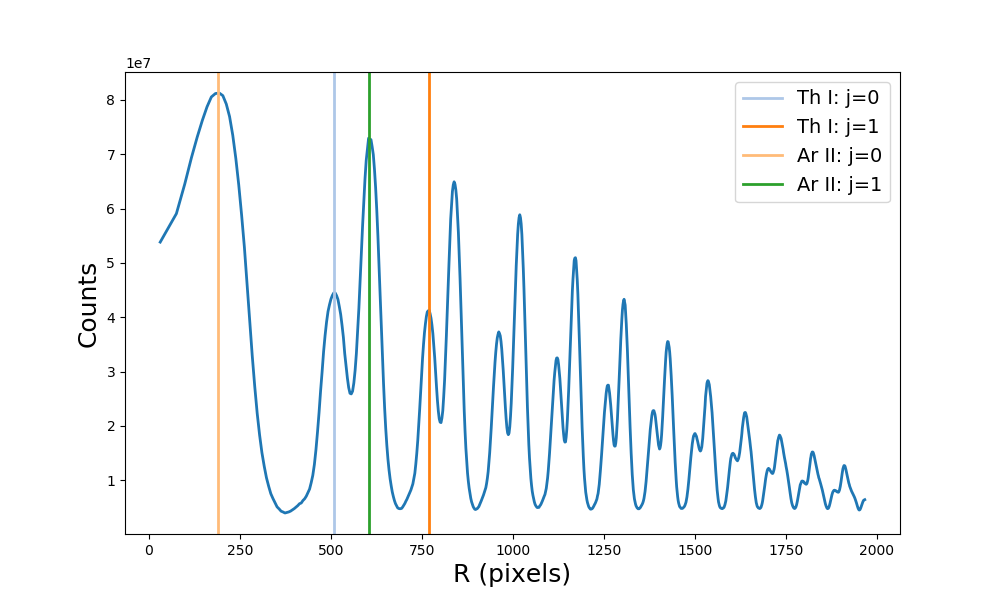 1e7
Th I: j=0
Th I: j=1
Ar II: j=0
Ar II: j=1
8
7
6
5
4
3
2
1
Counts
0 250 500 750 1000 1250 1500 1750 2000
R (pixels)